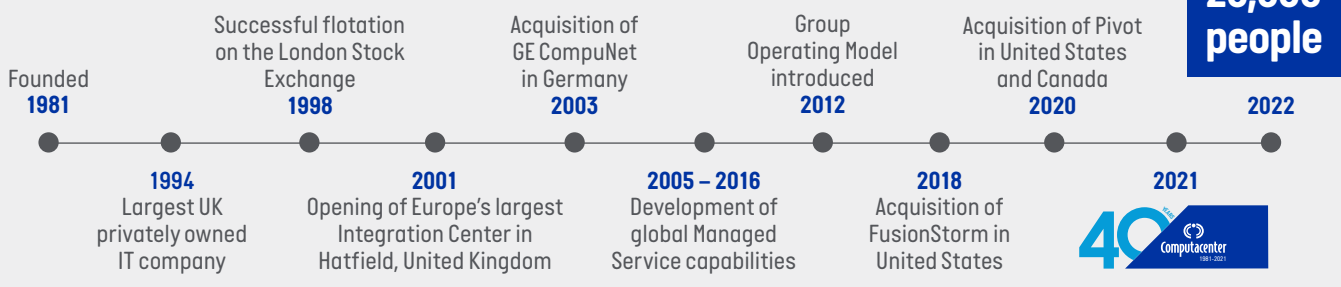 Founded
1981
1994
Largest UK
privately owned
IT company
Successful flotation
on the London Stock
Exchange
1998
2001
Opening of Europe's largest
Integration Center in
Hatfield, United Kingdom
Acquisition of
GE CompuNet
in Germany
2003
2005 – 2016
Development of
global Managed
Service capabilities
Group
Operating Model
introduced
2012
2018
Acquisition of
FusionStorm in
United States
Acquisition of Pivot
in United States
and Canada
2020
2021
40
YEARS
Computacenter
1981-2021
people
2022